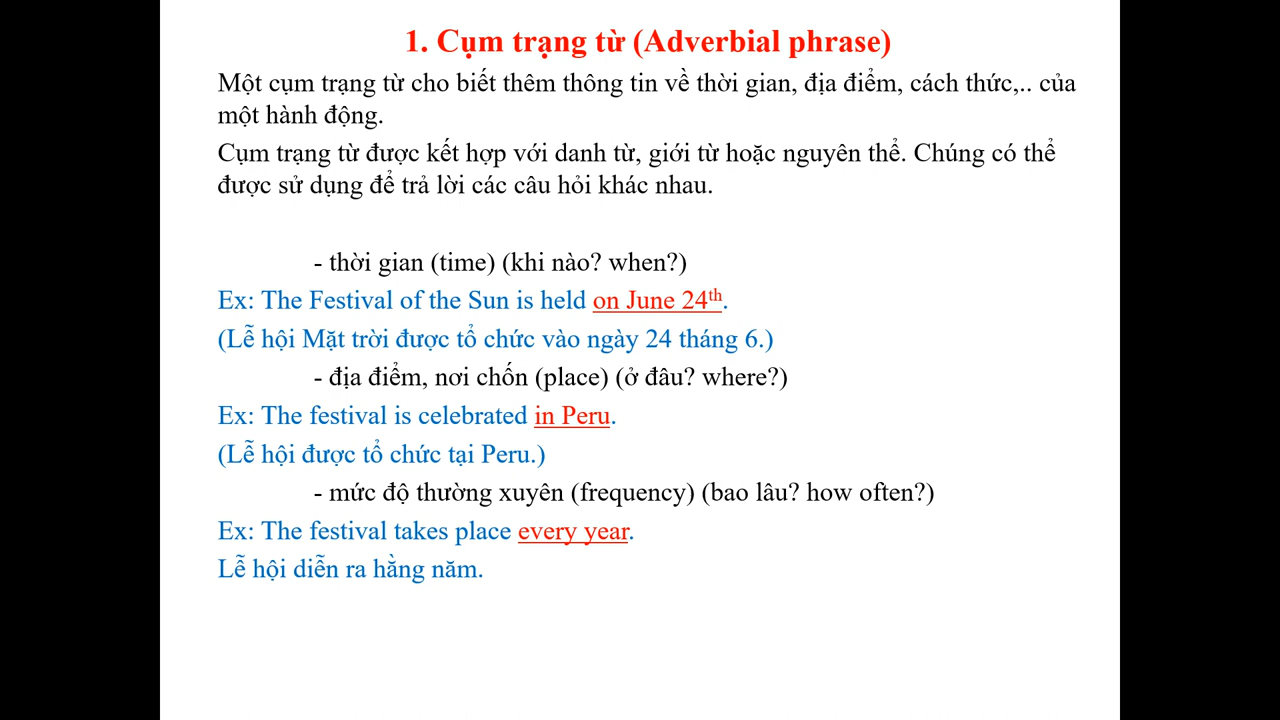 1. Cụm trạng từ (Adverbial phrase)
Một cụm trạng từ cho biết thêm thông tin về thời gian, địa điểm, cách thức,.. của
một hành động.
Cụm trạng từ được kết hợp với danh từ, giới từ hoặc nguyên thể. Chúng có thể
được sử dụng để trả lời các câu hỏi khác nhau.
- thời gian (time) (khi nào? when?)
Ex: The Festival of the Sun is held on June 24th.
(Lễ hội Mặt trời được tổ chức vào ngày 24 tháng 6.)
- địa điểm, nơi chốn (place) (ở đâu? where?)
Ex: The festival is celebrated in Peru.
(Lễ hội được tổ chức tại Peru.)
- mức độ thường xuyên (frequency) (bao lâu? how often?)
Ex: The festival takes place every year.
Lễ hội diễn ra hằng năm.